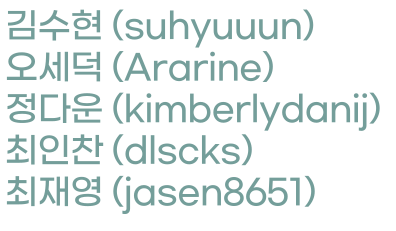 김수현 (suhyuuun)
오세덕 (Ararine)
정다운 (kimberlydanij)
최인찬 (dlscks)
최재영 (jasen8651)